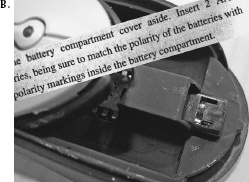 B.
e battery compartment cover aside. Insert 2
ries, being sure to match the polarity of the batteries with
polarity markings inside the battery compartment.